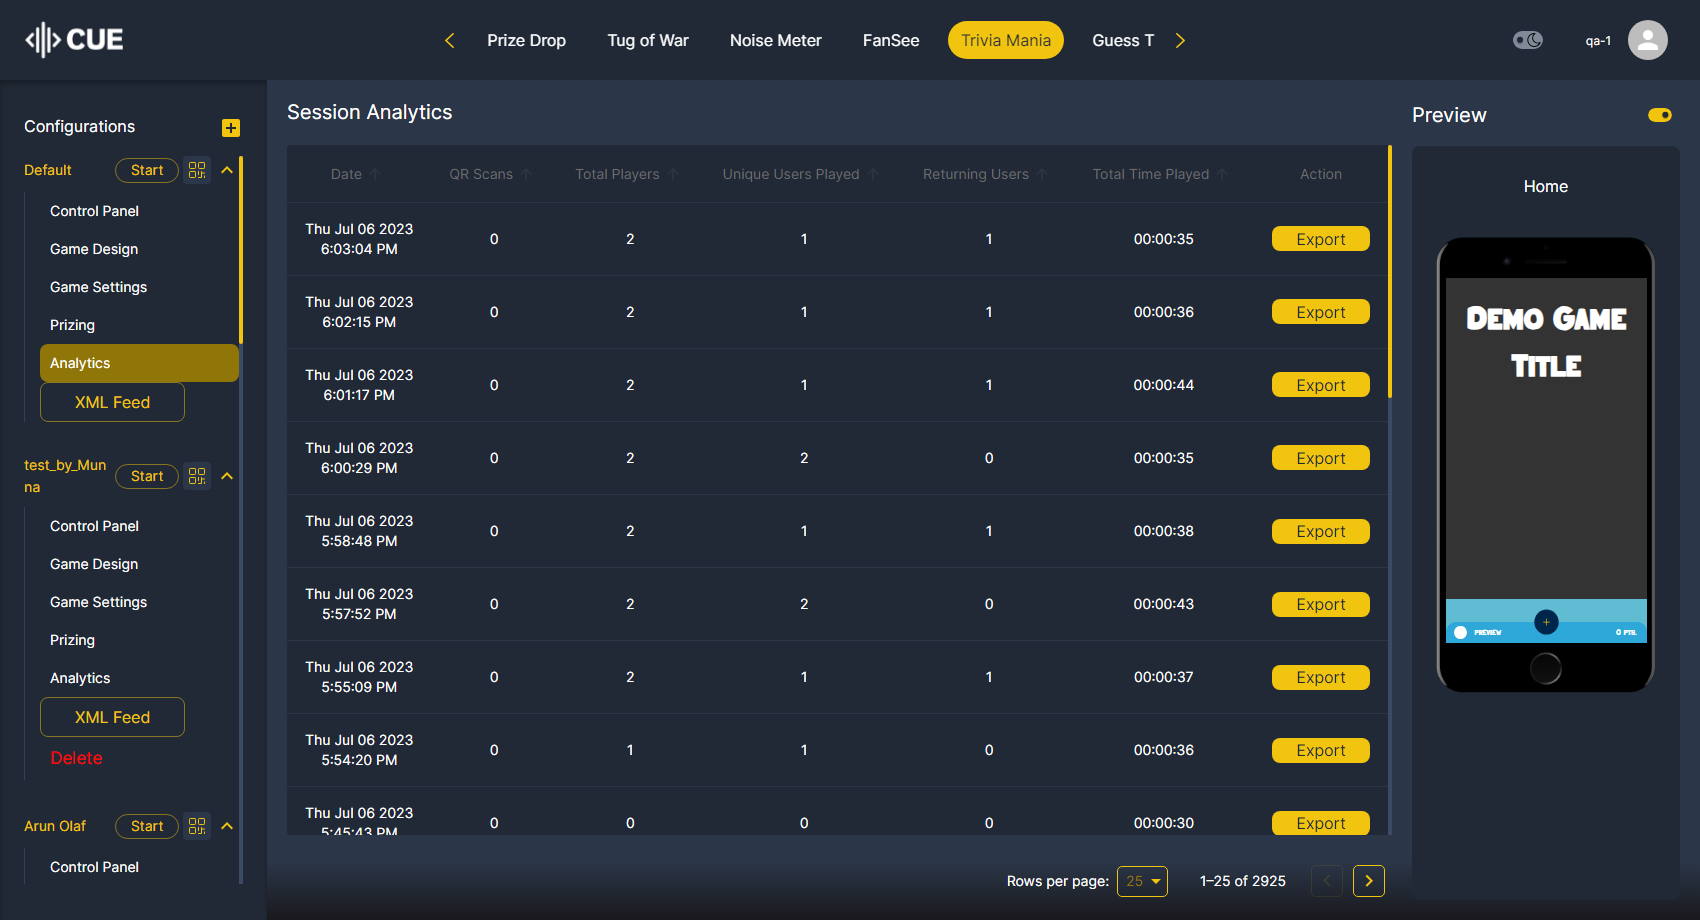 CUE
Prize Drop
Tug of War
Noise Meter
FanSee
Trivia Mania
Guess T
qa-1
Configurations
Default
Start
Control Panel
Game Design
Game Settings
Prizing
Analytics
XML Feed
test_by_Mun
na
Start
Control Panel
Game Design
Game Settings
Prizing
Analytics
XML Feed
Delete
Arun Olaf
Start
Control Panel
Session Analytics
Date QR Scans Total Players Unique Users Played Returning Users Total Time Played Action
Thu Jul 06 2023
6:03:04 PM
0 2 1 1 00:00:35 Export
Thu Jul 06 2023
6:02:15 PM
0 2 1 1 00:00:36 Export
Thu Jul 06 2023
6:01:17 PM
0 2 1 1 00:00:44 Export
Thu Jul 06 2023
6:00:29 PM
0 2 2 0 00:00:35 Export
Thu Jul 06 2023
5:58:48 PM
0 2 1 1 00:00:38 Export
Thu Jul 06 2023
5:57:52 PM
0 2 2 0 00:00:43 Export
Thu Jul 06 2023
5:55:09 PM
0 2 1 1 00:00:37 Export
Thu Jul 06 2023
5:54:20 PM
0 1 1 0 00:00:36 Export
Thu Jul 06 2023
5:45:43 PM
0 0 0 0 00:00:30 Export
Rows per page: 25 1–25 of 2925
Preview
Home
Demo Game
Title
+
PREVIEW
0 PTS.